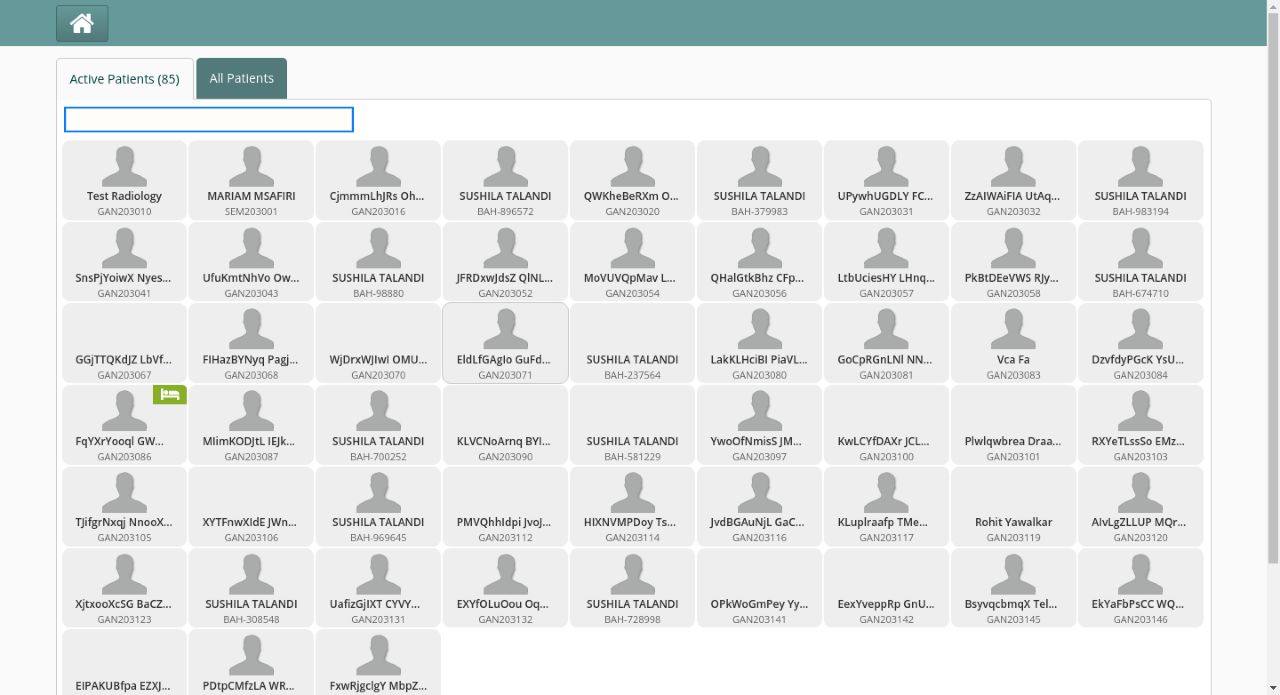 Active Patients (85)
All Patients
Test Radiology
GAN203010
MARIAM MSAFIRI
SEM203001
CjmmmLhJRs Oh...
GAN203016
SUSHILA TALANDI
BAH-896572
QWKheBeRXm O...
GAN203020
SUSHILA TALANDI
BAH-379983
UPywhUGDLY FC...
GAN203031
ZzAIWAiFIA UtAq...
GAN203032
SUSHILA TALANDI
BAH-983194
SnsPjYoiwX Nyes...
GAN203041
UfuKmtNhVo Ow...
GAN203043
SUSHILA TALANDI
BAH-98880
JFRDxwJdsZ QlNL...
GAN203052
MoVUVQpMav L...
GAN203054
QHalGtkBhz CFp...
GAN203056
LtbUciesHY LHnq...
GAN203057
PkBtDEeVWS RJy...
GAN203058
SUSHILA TALANDI
BAH-674710
GGjTTQKdJZ LbVf...
GAN203067
FlHazBYNyq Pagj...
GAN203068
WjDrxWJIwI OMU...
GAN203070
EldLfGAgIo GuFd...
GAN203071
SUSHILA TALANDI
BAH-237564
LakKLHciBI PiaVL...
GAN203080
GoCpRGnLNl NN...
GAN203081
Vca Fa
GAN203083
DzvfdyPGcK YsU...
GAN203084
FqYXrYooql GW...
GAN203086
MlimKODJtL IEJk...
GAN203087
SUSHILA TALANDI
BAH-700252
KLVCNoArnq BYI...
GAN203090
SUSHILA TALANDI
BAH-581229
YwoOfNmisS JM...
GAN203097
KwLCYfDAXr JCL...
GAN203100
Plwlqwbrea Draa...
GAN203101
RXYeTLssSo EMz...
GAN203103
TJifgrNxqj NnooX...
GAN203105
XYTFnwXIdE JWn...
GAN203106
SUSHILA TALANDI
BAH-969645
PMVQhhIdpi JvoJ...
GAN203112
HIXNVMPDoy Ts...
GAN203114
JvdBGAuNjL GaC...
GAN203116
KLuplraafp TMe...
GAN203117
Rohit Yawalkar
GAN203119
AIvLgZLLUP MQr...
GAN203120
XjtxooXcSG BaCZ...
GAN203123
SUSHILA TALANDI
BAH-308548
UafizGjIXT CYVY...
GAN203131
EXYfOLuOou Oq...
GAN203132
SUSHILA TALANDI
BAH-728998
OPkWoGmPey Yy...
GAN203141
EexYveppRp GnU...
GAN203142
BsyvqcbmqX Tel...
GAN203145
EkYaFbPsCC WQ...
GAN203146
EIPAKUBfpa EZXJ...
PDtpCMfzLA WR...
FxwRjgclgY MbpZ...